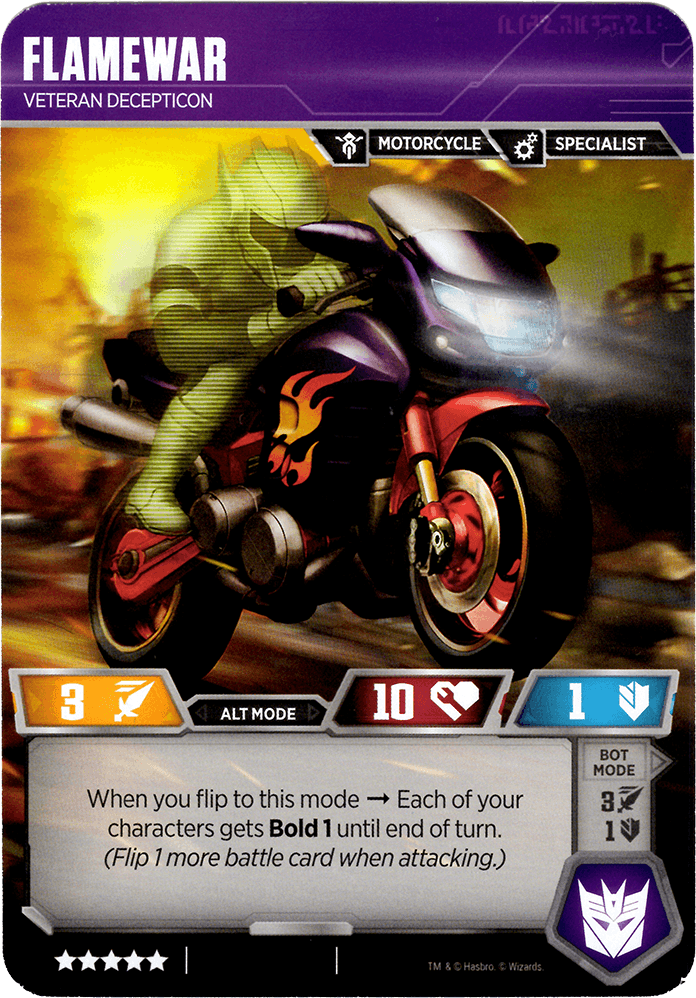 FLAMEWAR
VETERAN DECEPTICON
MOTORCYCLE SPECIALIST
3 ALT MODE 10 1
BOT
MODE
3
1
When you flip to this mode → Each of your
characters gets Bold 1 until end of turn.
(Flip 1 more battle card when attacking.)
TM & © Hasbro. © Wizards.